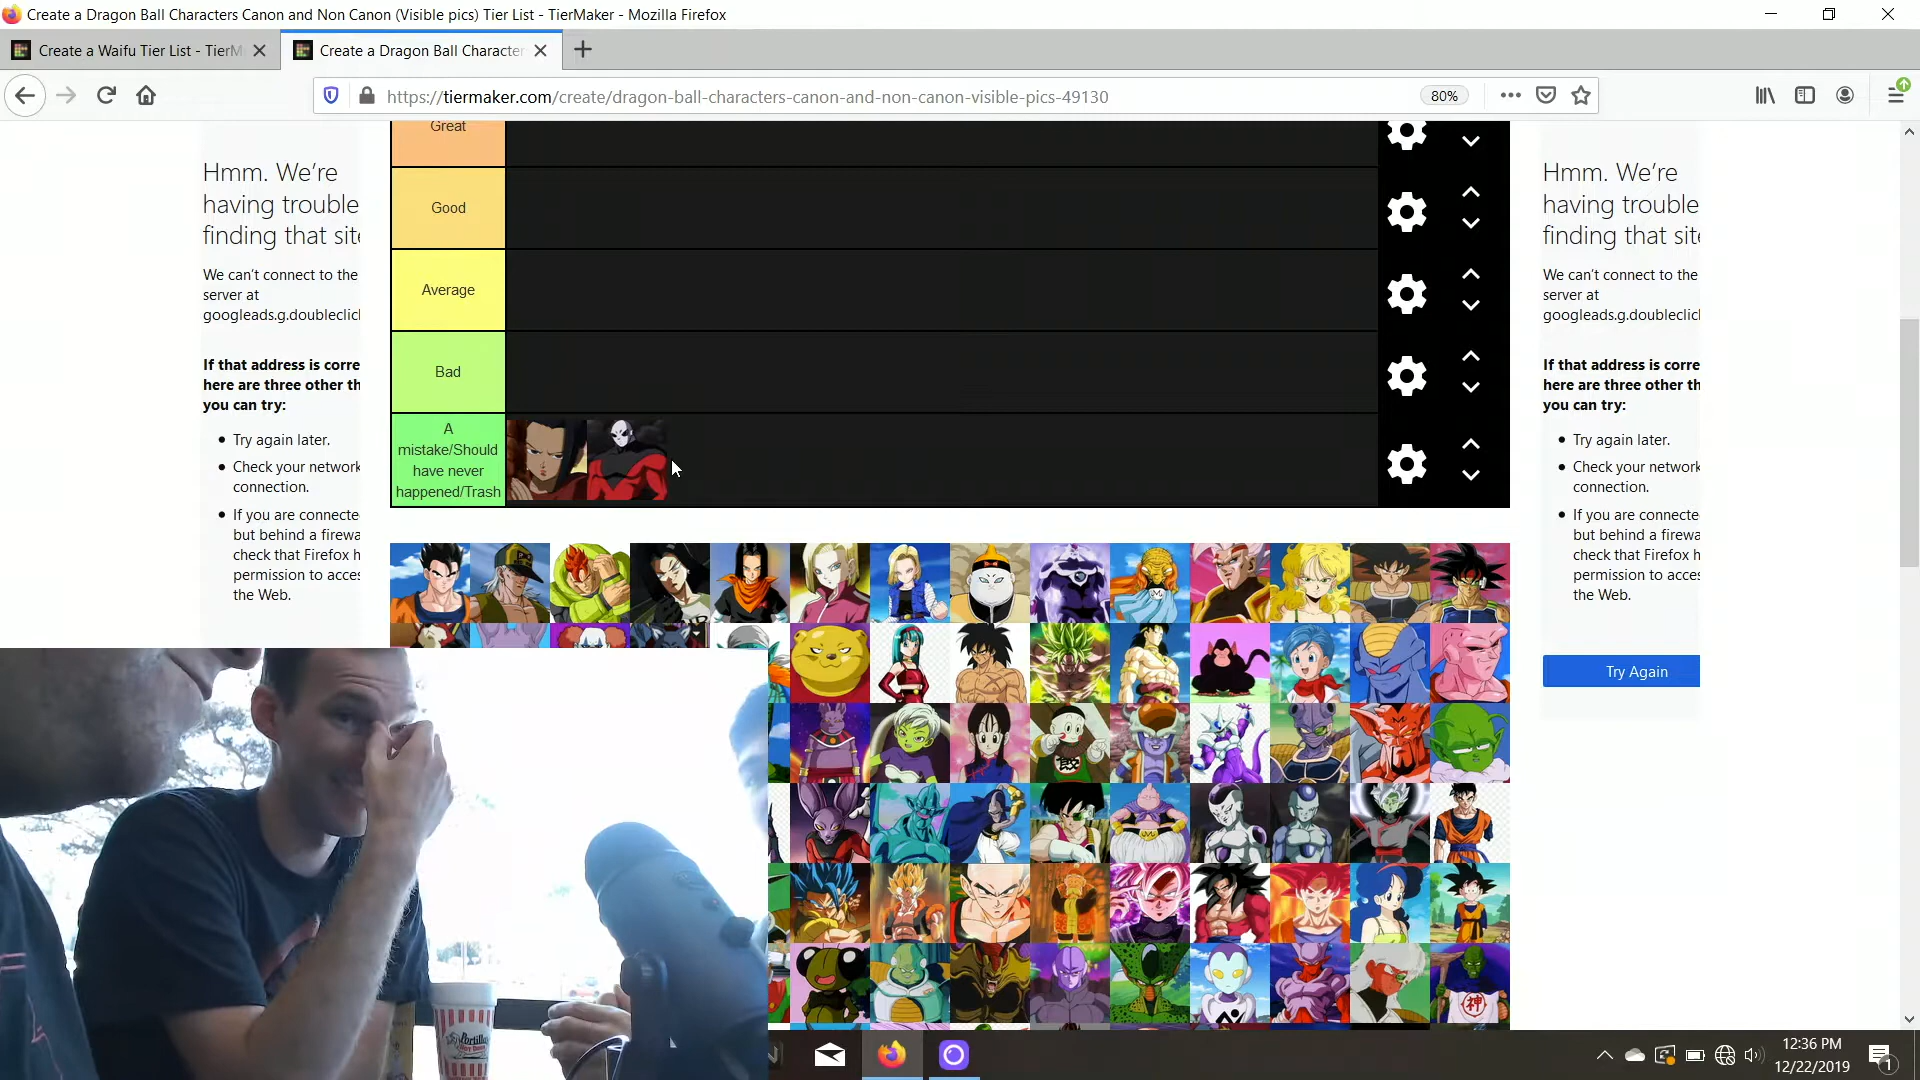 Create a Dragon Ball Characters Canon and Non Canon (Visible pics) Tier List - TierMaker - Mozilla Firefox
Create a Waifu Tier List - TierM
Create a Dragon Ball Character
https://tiermaker.com/create/dragon-ball-characters-canon-and-non-canon-visible-pics-49130
80%
Hmm. We're
having trouble
finding that site
We can't connect to the
server at
googleads.g.doubleclic
If that address is corre
here are three other th
you can try:
Try again later.
Check your network
connection.
If you are connecte
but behind a firewa
check that Firefox h
permission to acces
the Web.
Great
Good
Average
Bad
A
mistake/Should
have never
happened/Trash
Hmm. We're
having trouble
finding that site
We can't connect to the
server at
googleads.g.doubleclic
If that address is corre
here are three other th
you can try:
Try again later.
Check your network
connection.
If you are connecte
but behind a firewa
check that Firefox h
permission to acces
the Web.
Try Again
Portillo's
12:36 PM
12/22/2019
1